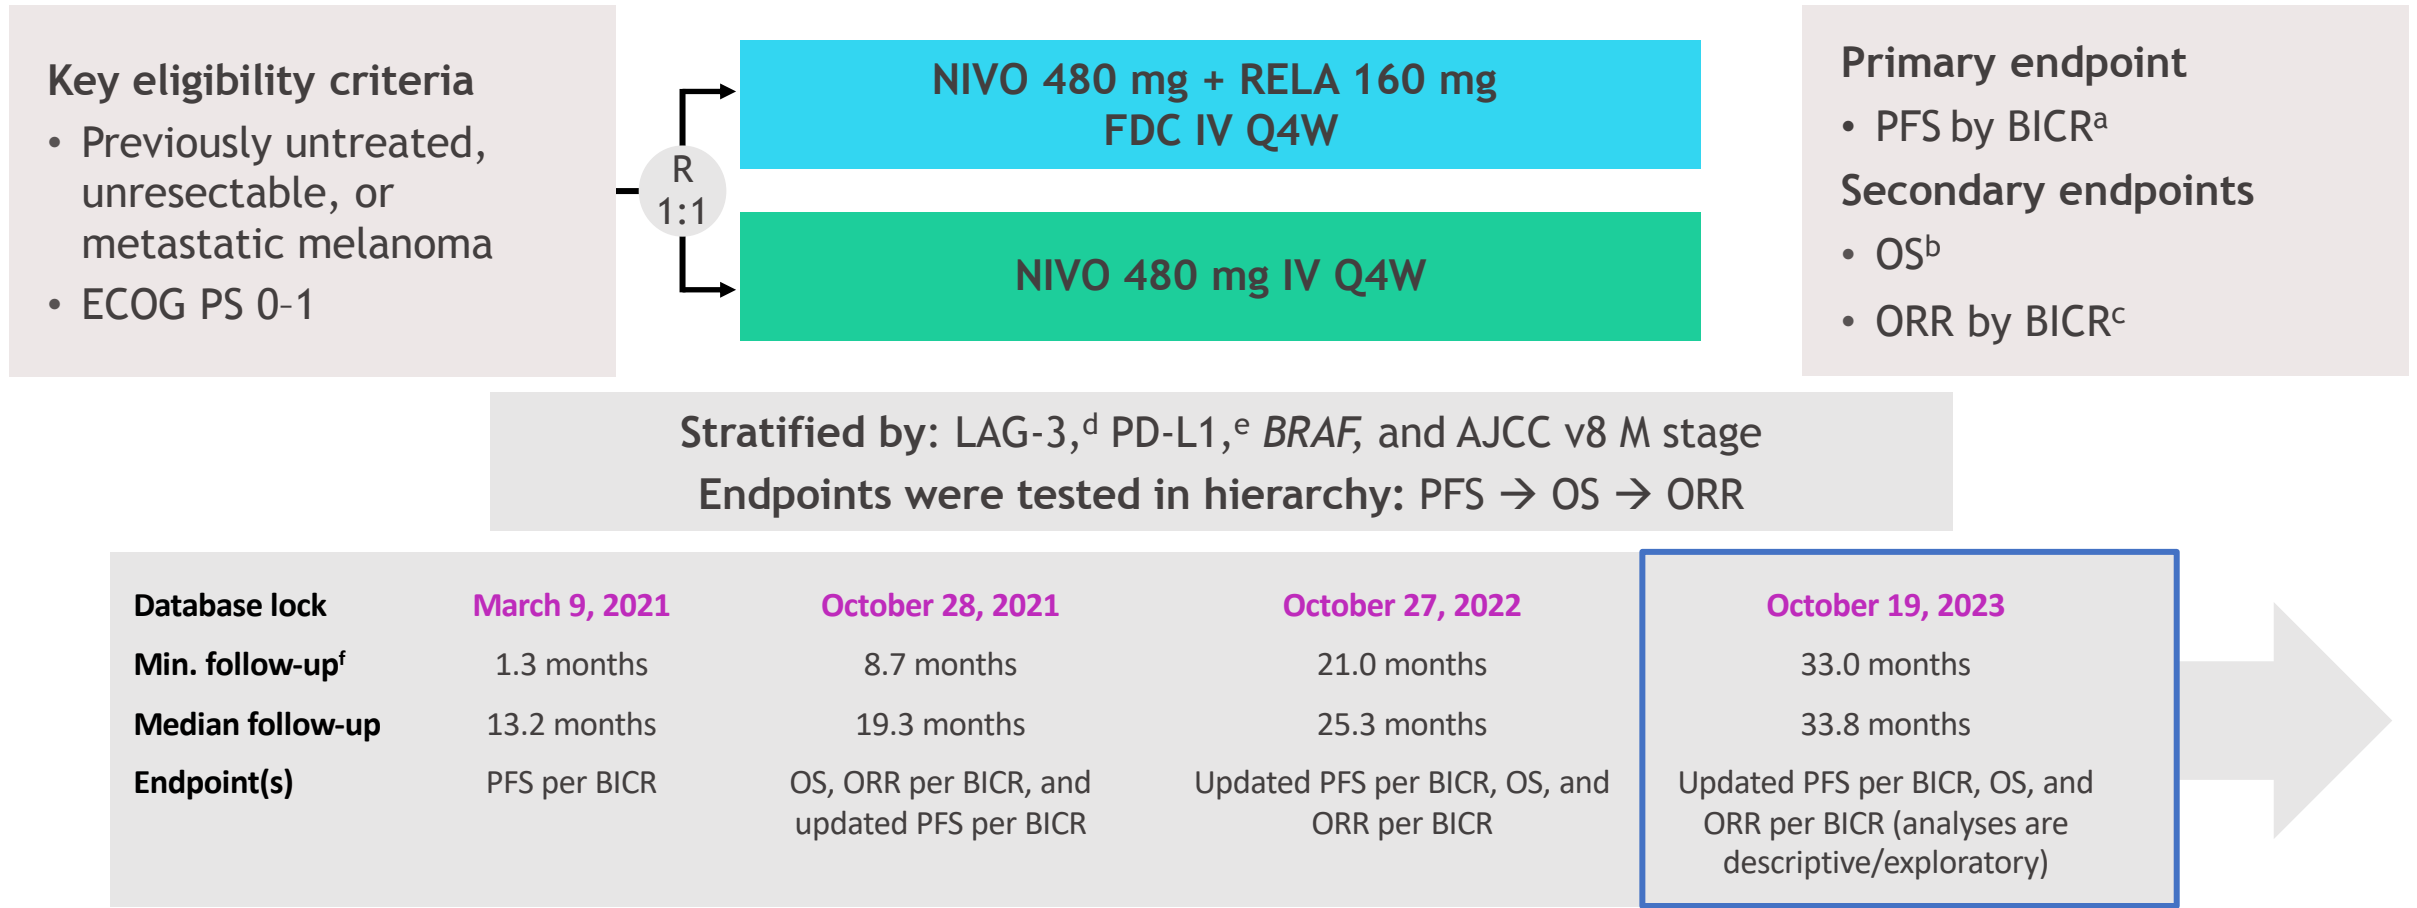 Key eligibility criteria
• Previously untreated,
unresectable, or
metastatic melanoma
• ECOG PS 0–1
R
1:1
NIVO 480 mg + RELA 160 mg
FDC IV Q4W
NIVO 480 mg IV Q4W
Primary endpoint
• PFS by BICRᵃ
Secondary endpoints
• OSᵇ
• ORR by BICRᶜ
Stratified by: LAG-3,ᵈ PD-L1,ᵉ BRAF, and AJCC v8 M stage
Endpoints were tested in hierarchy: PFS → OS → ORR
Database lock March 9, 2021 October 28, 2021 October 27, 2022 October 19, 2023
Min. follow-upᶠ 1.3 months 8.7 months 21.0 months 33.0 months
Median follow-up 13.2 months 19.3 months 25.3 months 33.8 months
Endpoint(s) PFS per BICR OS, ORR per BICR, and Updated PFS per BICR, OS, and Updated PFS per BICR, OS, and
updated PFS per BICR ORR per BICR ORR per BICR (analyses are
descriptive/exploratory)